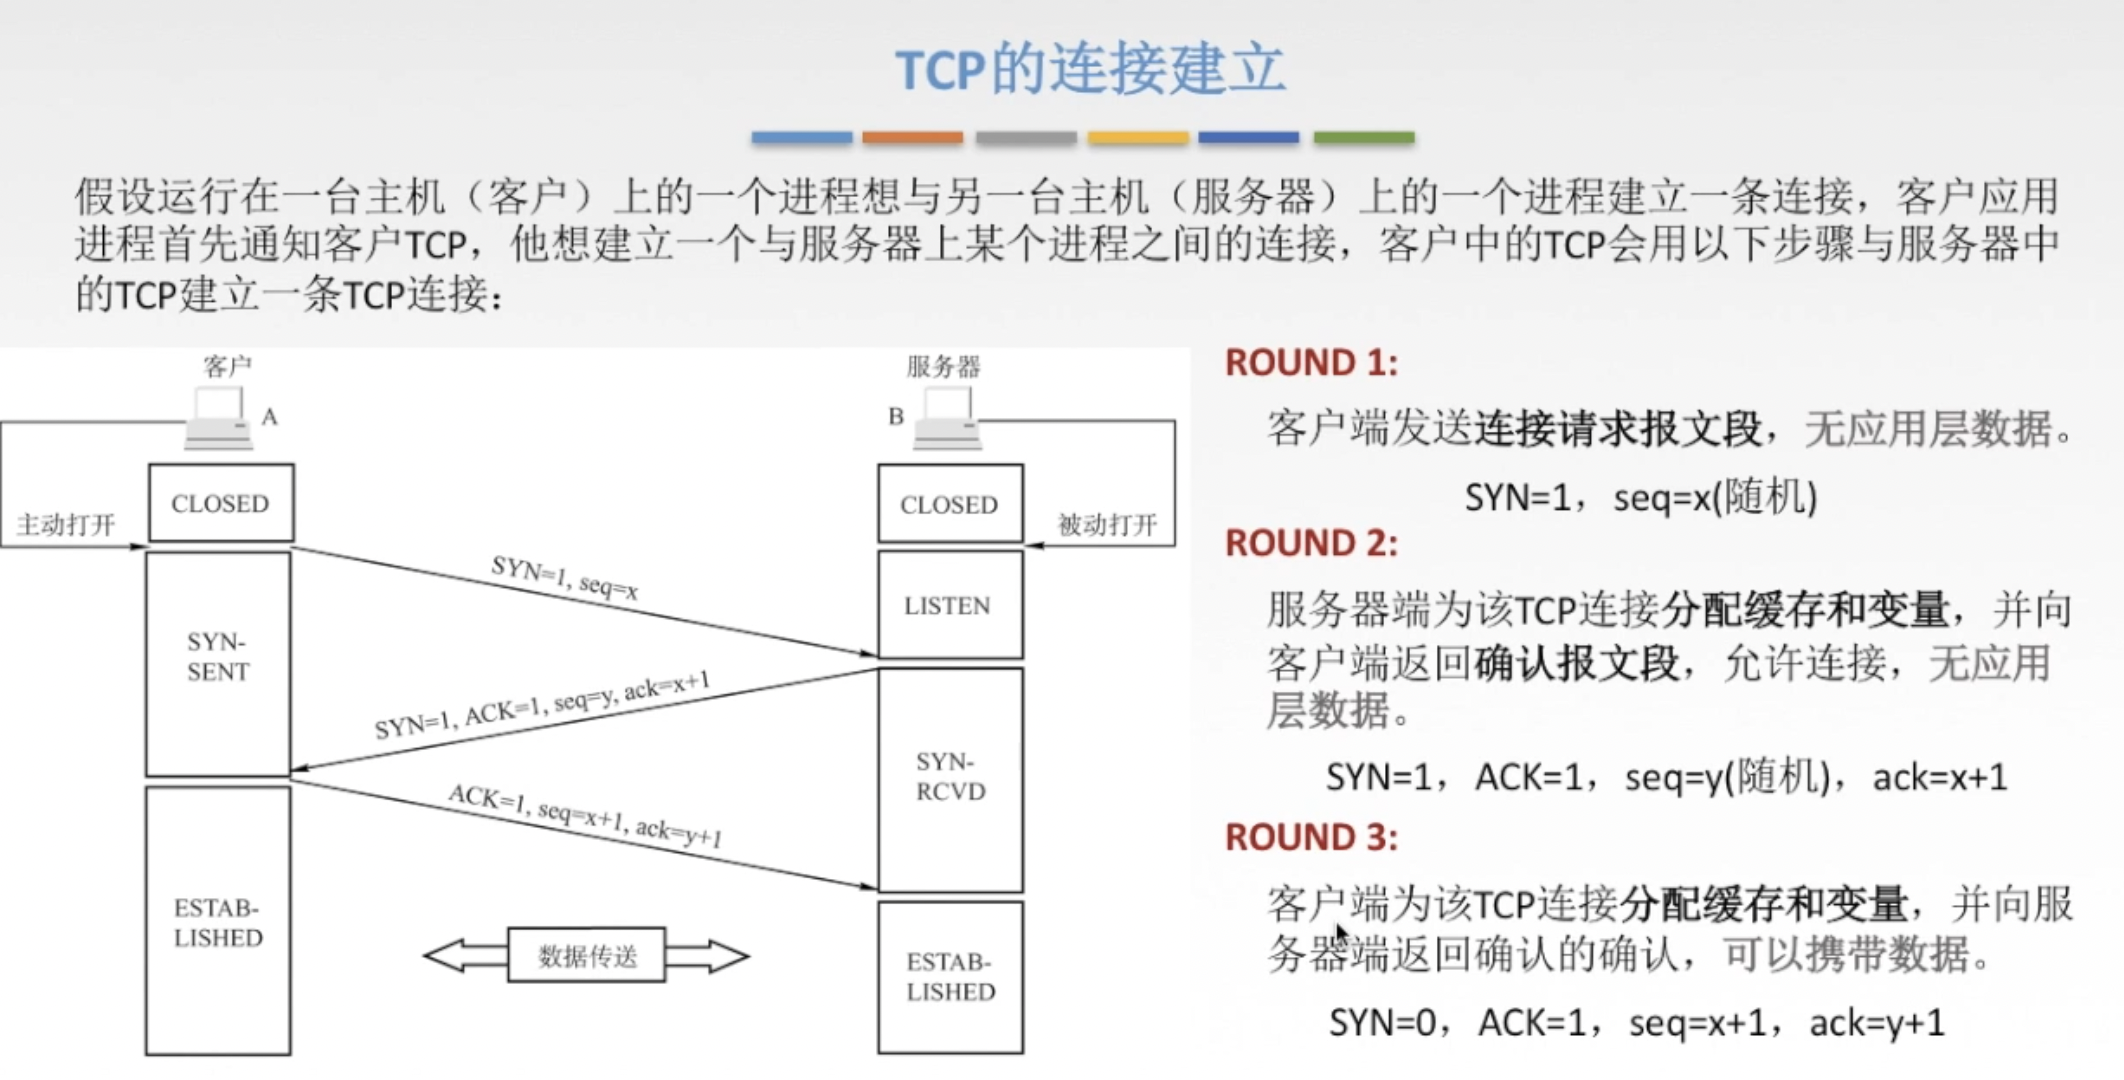 TCP的连接建立
假设运行在一台主机（客户）上的一个进程想与另一台主机（服务器）上的一个进程建立一条连接，客户应用
进程首先通知客户TCP，他想建立一个与服务器上某个进程之间的连接，客户中的TCP会用以下步骤与服务器中
的TCP建立一条TCP连接：
客户
A
服务器
B
CLOSED
CLOSED
主动打开
被动打开
SYN=1, seq=x
LISTEN
SYN-
SENT
SYN=1, ACK=1, seq=y, ack=x+1
SYN-
RCVD
ACK=1, seq=x+1, ack=y+1
ESTAB-
LISHED
数据传送
ESTAB-
LISHED
ROUND 1:
客户端发送连接请求报文段，无应用层数据。
SYN=1，seq=x(随机)
ROUND 2:
服务器端为该TCP连接分配缓存和变量，并向
客户端返回确认报文段，允许连接，无应用
层数据。
SYN=1，ACK=1，seq=y(随机)，ack=x+1
ROUND 3:
客户端为该TCP连接分配缓存和变量，并向服
务器端返回确认的确认，可以携带数据。
SYN=0，ACK=1，seq=x+1，ack=y+1